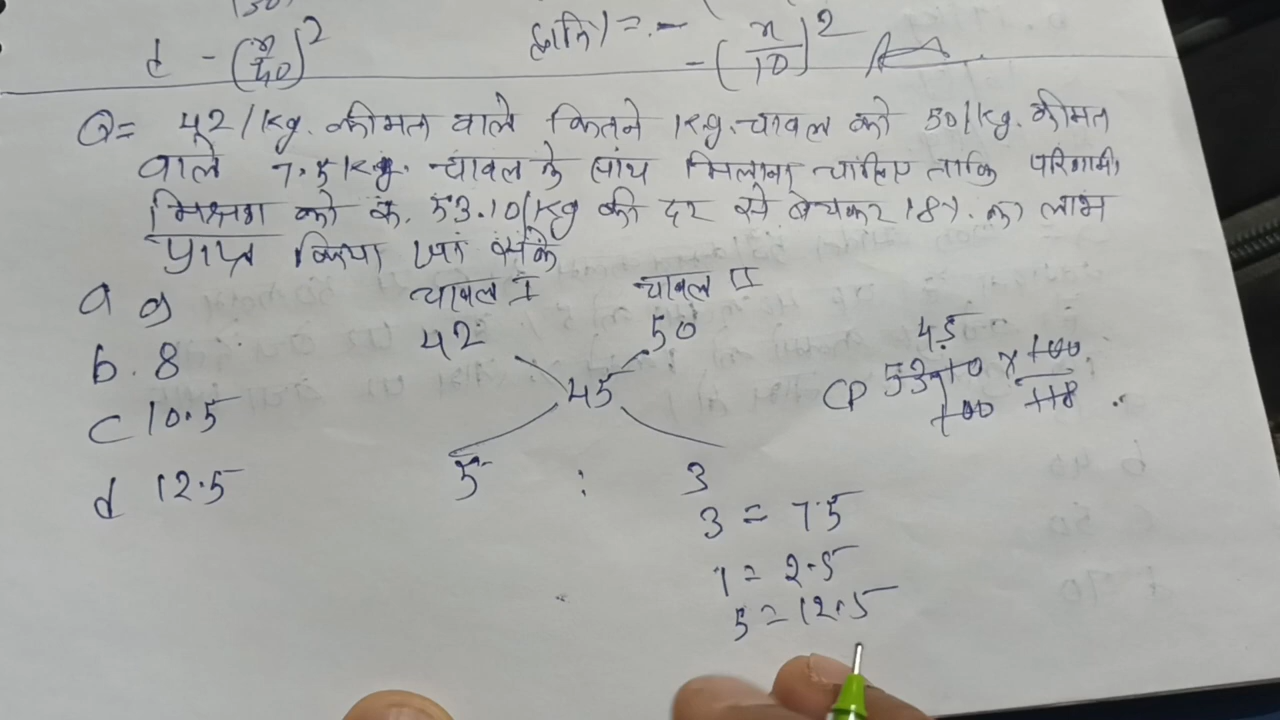 d - (x/40)²
हानि = - - (x/10)²
Q= 42/Kg. कीमत वाले कितने Kg. चावल को 50/Kg. कीमत
वाले 7.5 Kg. चावल के सांथ मिलाना चाहिए ताकि परिणामी
मिश्रण को रू. 53.10/Kg की दर से बेचकर 18%. का लाभ
प्राप्त किया जा सके
a 9
b. 8
c 10.5
d 12.5
चावल I चावल II
42 50
45
5 : 3
3 = 7.5
1 = 2.5
5 = 12.5
45
CP 5310/100 x 100/118